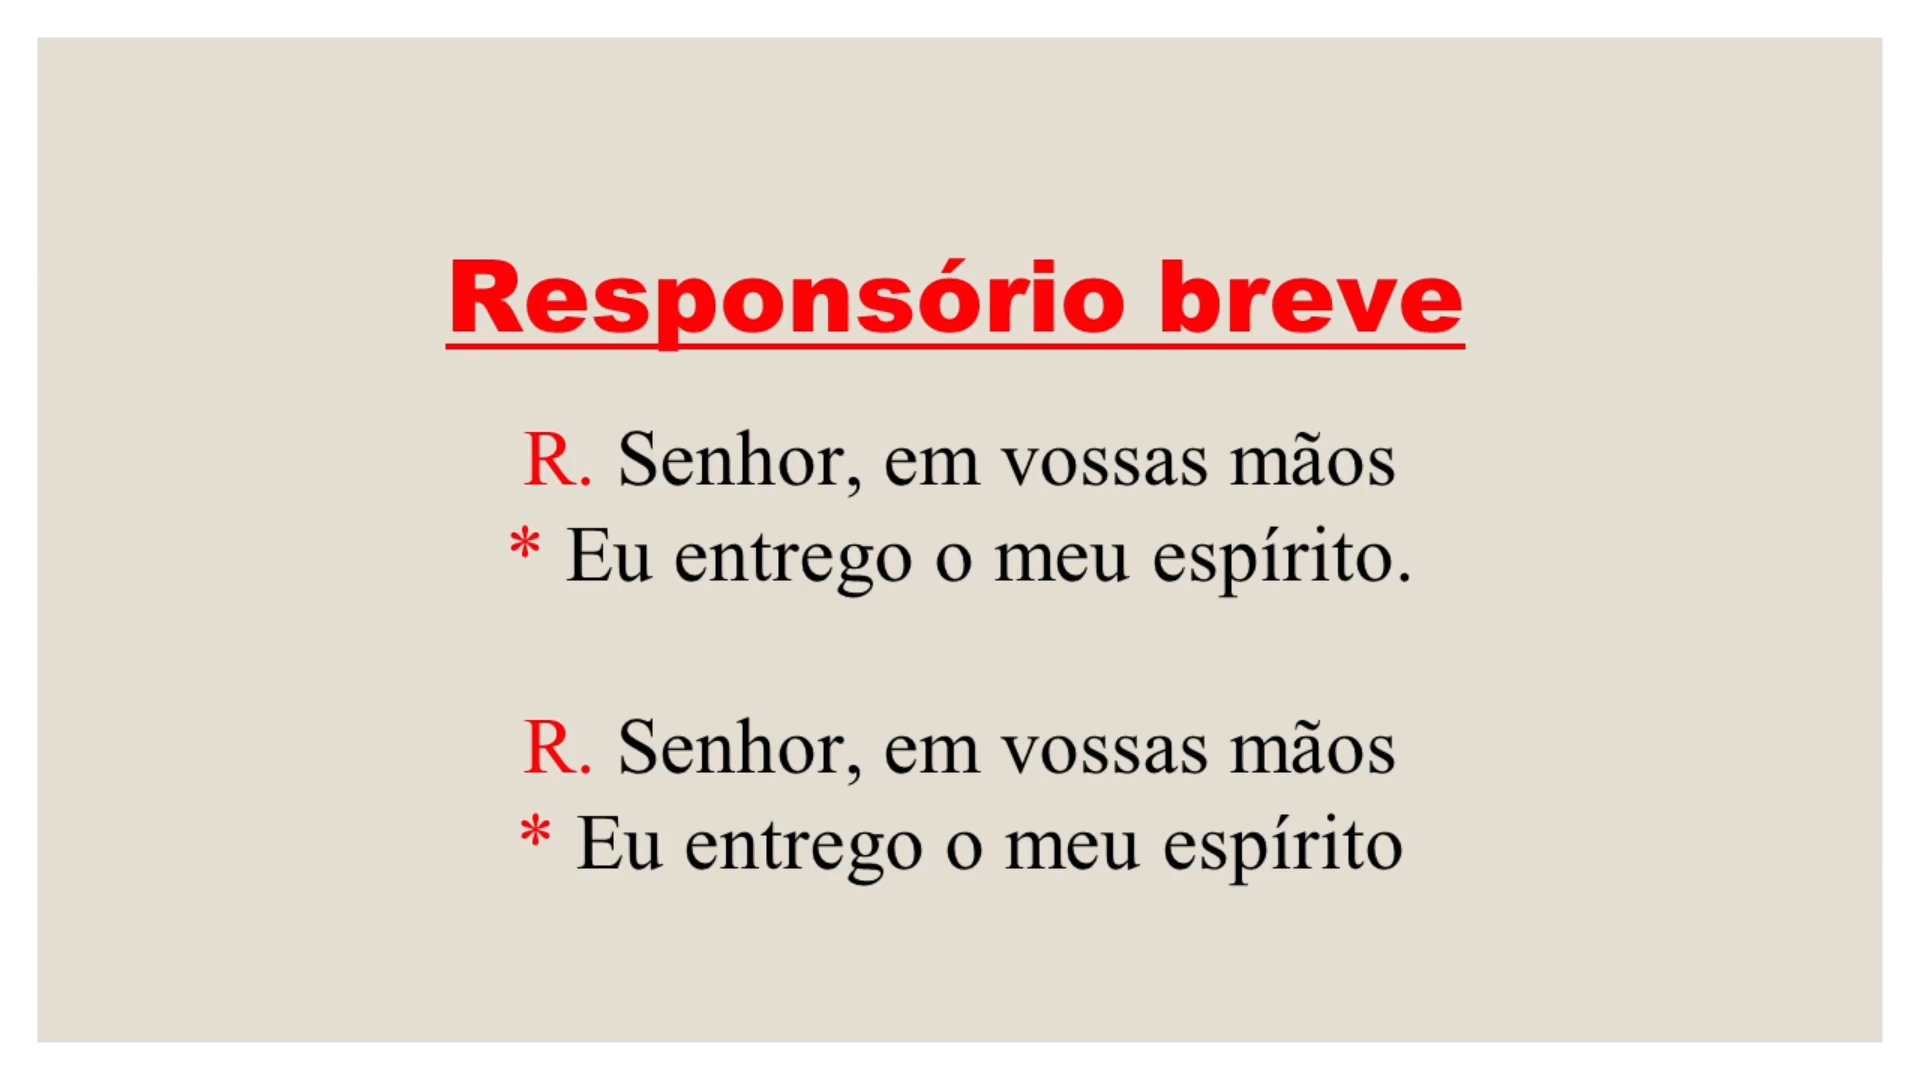 Responsório breve
R. Senhor, em vossas mãos
* Eu entrego o meu espírito.
R. Senhor, em vossas mãos
* Eu entrego o meu espírito